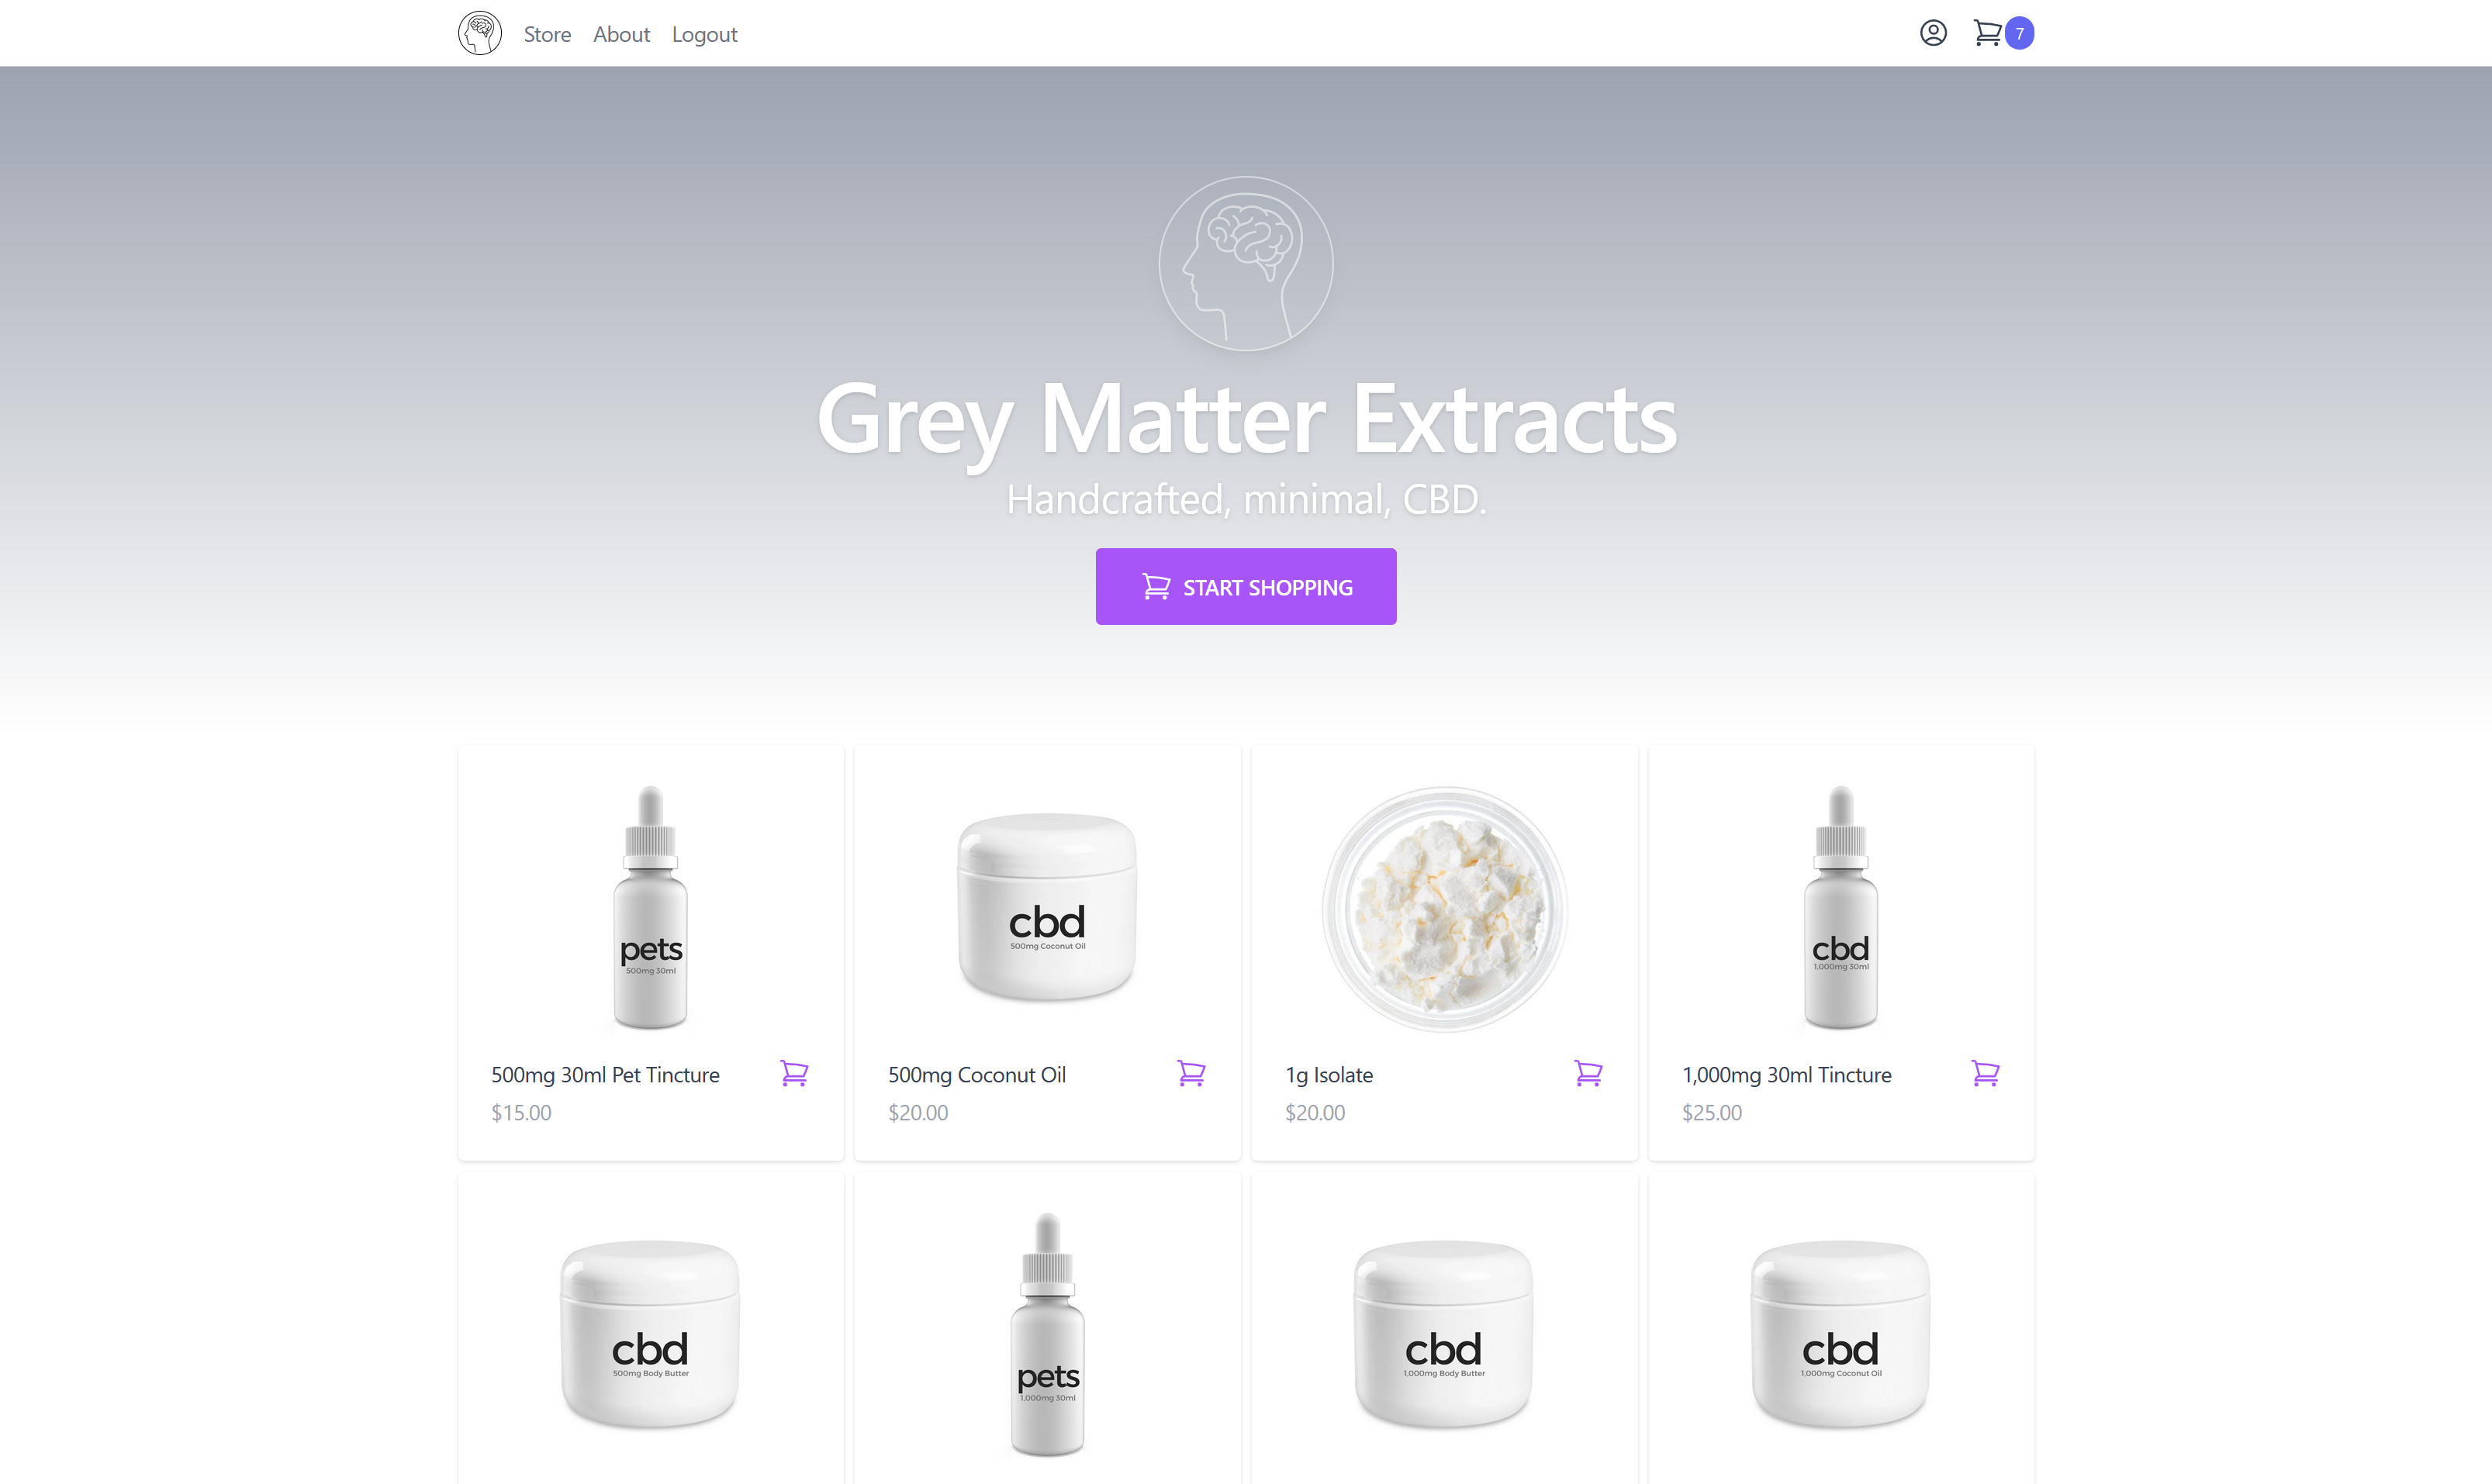 Store About Logout 7
Grey Matter Extracts
Handcrafted, minimal, CBD.
START SHOPPING
pets
500mg 30ml
cbd
500mg Coconut Oil
cbd
1,000mg 30ml
500mg 30ml Pet Tincture
$15.00
500mg Coconut Oil
$20.00
1g Isolate
$20.00
1,000mg 30ml Tincture
$25.00
cbd
500mg Body Butter
pets
1,000mg 30ml
cbd
1,000mg Body Butter
cbd
1,000mg Coconut Oil